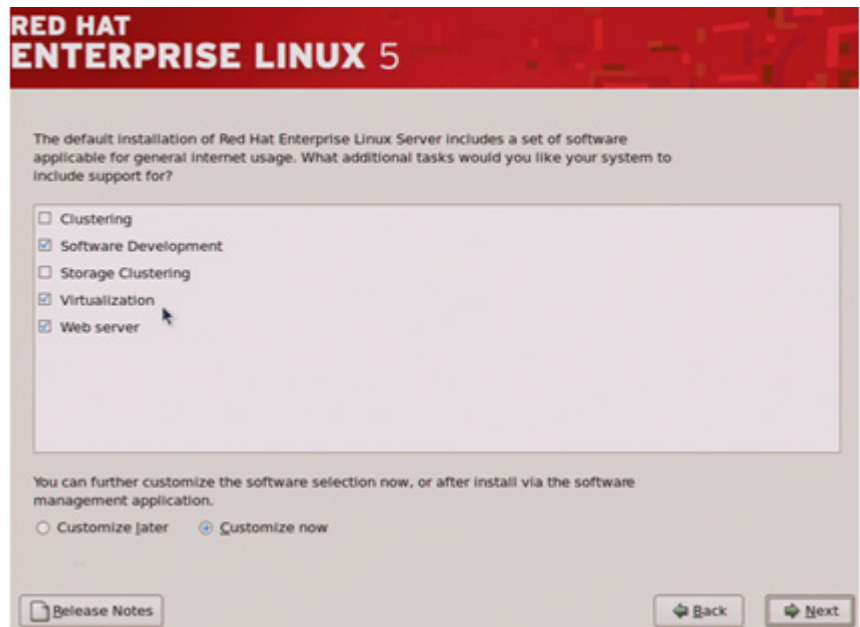 RED HAT
ENTERPRISE LINUX 5
The default installation of Red Hat Enterprise Linux Server includes a set of software
applicable for general internet usage. What additional tasks would you like your system to
include support for?
Clustering
Software Development
Storage Clustering
Virtualization
Web server
You can further customize the software selection now, or after install via the software
management application.
Customize later Customize now
Release Notes Back Next